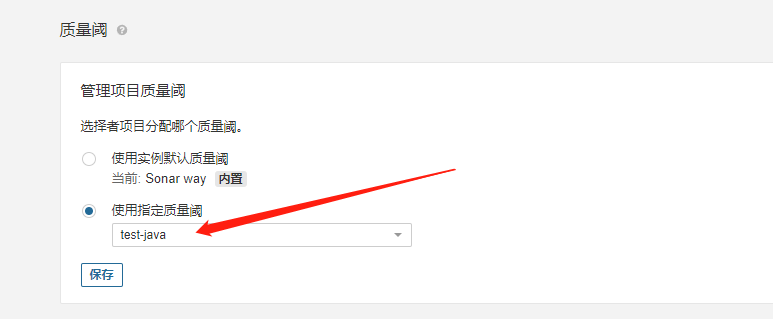 质量阈
管理项目质量阈
选择者项目分配哪个质量阈。
使用实例默认质量阈
当前: Sonar way 内置
使用指定质量阈
test-java
保存